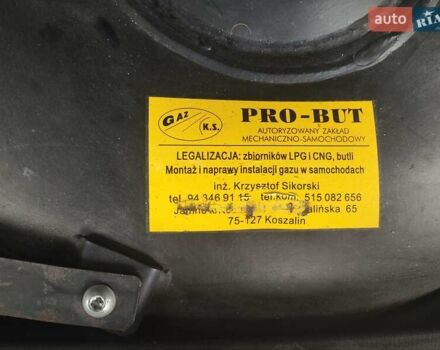 auto RIA
GAZ K.S.
PRO-BUT
AUTORYZOWANY ZAKŁAD
MECHANICZNO-SAMOCHODOWY
LEGALIZACJA: zbiorników LPG i CNG, butli
Montaż i naprawy instalacji gazu w samochodach
inż. Krzysztof Sikorski
tel. 94 346 91 15 tel.kom. 515 082 656
65
75-127 Koszalin